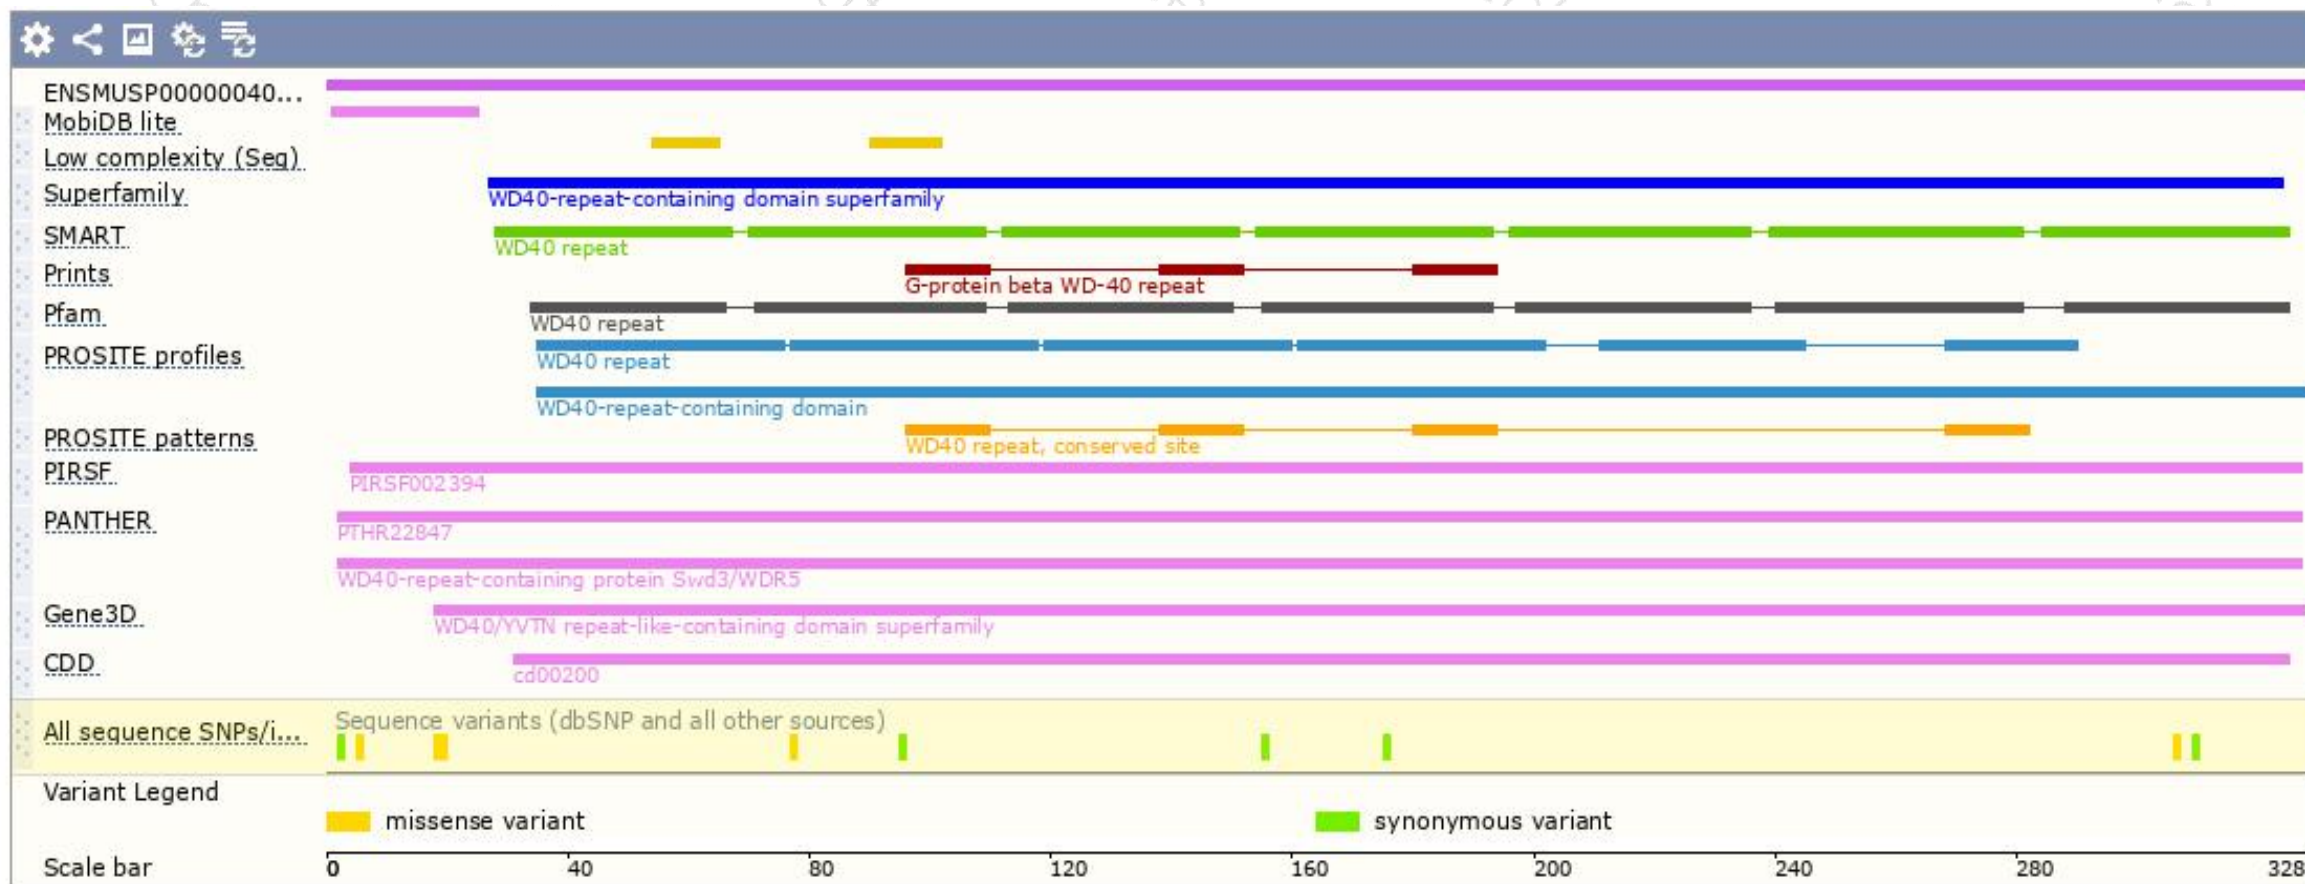 ENSMUSP00000040...
MobiDB lite
Low complexity (Seg)
Superfamily
WD40-repeat-containing domain superfamily
SMART
WD40 repeat
Prints
G-protein beta WD-40 repeat
Pfam
WD40 repeat
PROSITE profiles
WD40 repeat
WD40-repeat-containing domain
PROSITE patterns
WD40 repeat, conserved site
PIRSF
PIRSF002394
PANTHER
PTHR22847
WD40-repeat-containing protein Swd3/WDR5
Gene3D
WD40/YVTN repeat-like-containing domain superfamily
CDD
cd00200
Sequence variants (dbSNP and all other sources)
All sequence SNPs/i...
Variant Legend
missense variant synonymous variant
Scale bar 0 40 80 120 160 200 240 280 328